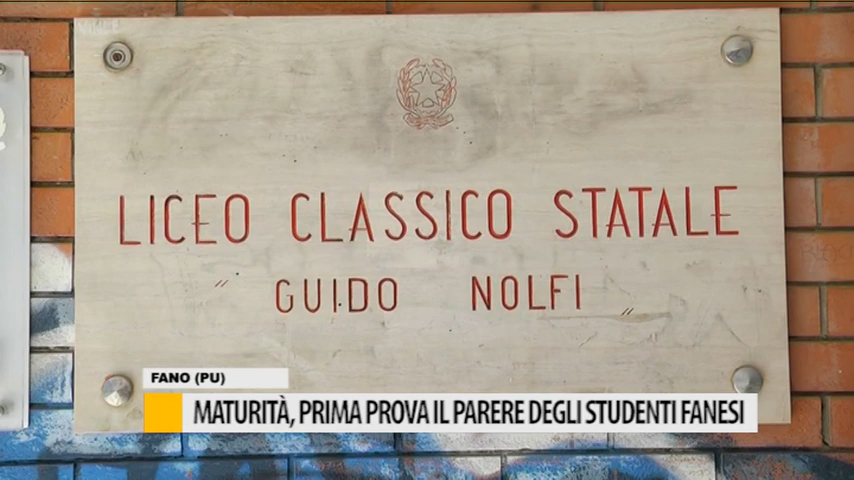 LICEO CLASSICO STATALE
„ GUIDO NOLFI „
FANO (PU)
MATURITÀ, PRIMA PROVA IL PARERE DEGLI STUDENTI FANESI